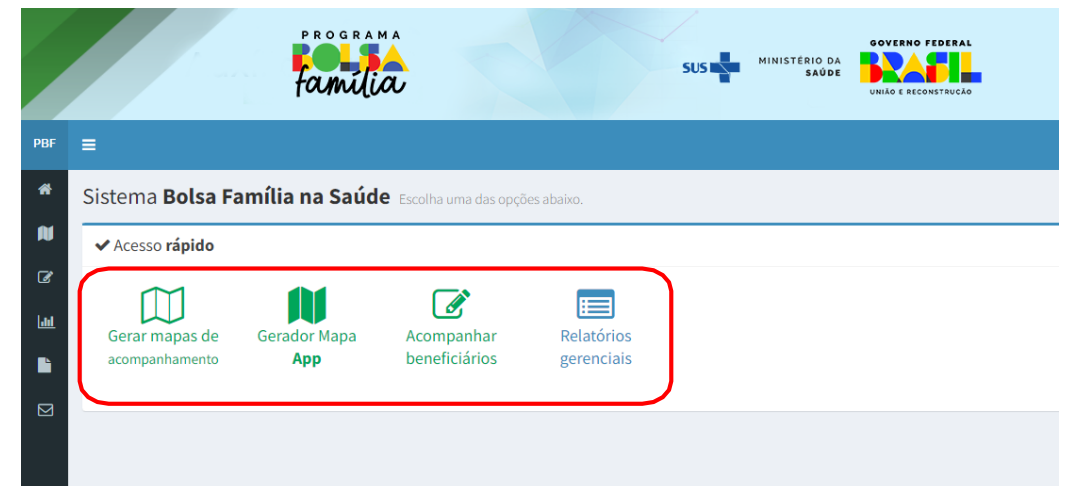 PROGRAMA
BOLSA
família
SUS
MINISTÉRIO DA
SAÚDE
GOVERNO FEDERAL
BRASIL
UNIÃO E RECONSTRUÇÃO
PBF
Sistema Bolsa Família na Saúde Escolha uma das opções abaixo.
Acesso rápido
Gerar mapas de
acompanhamento
Gerador Mapa
App
Acompanhar
beneficiários
Relatórios
gerenciais